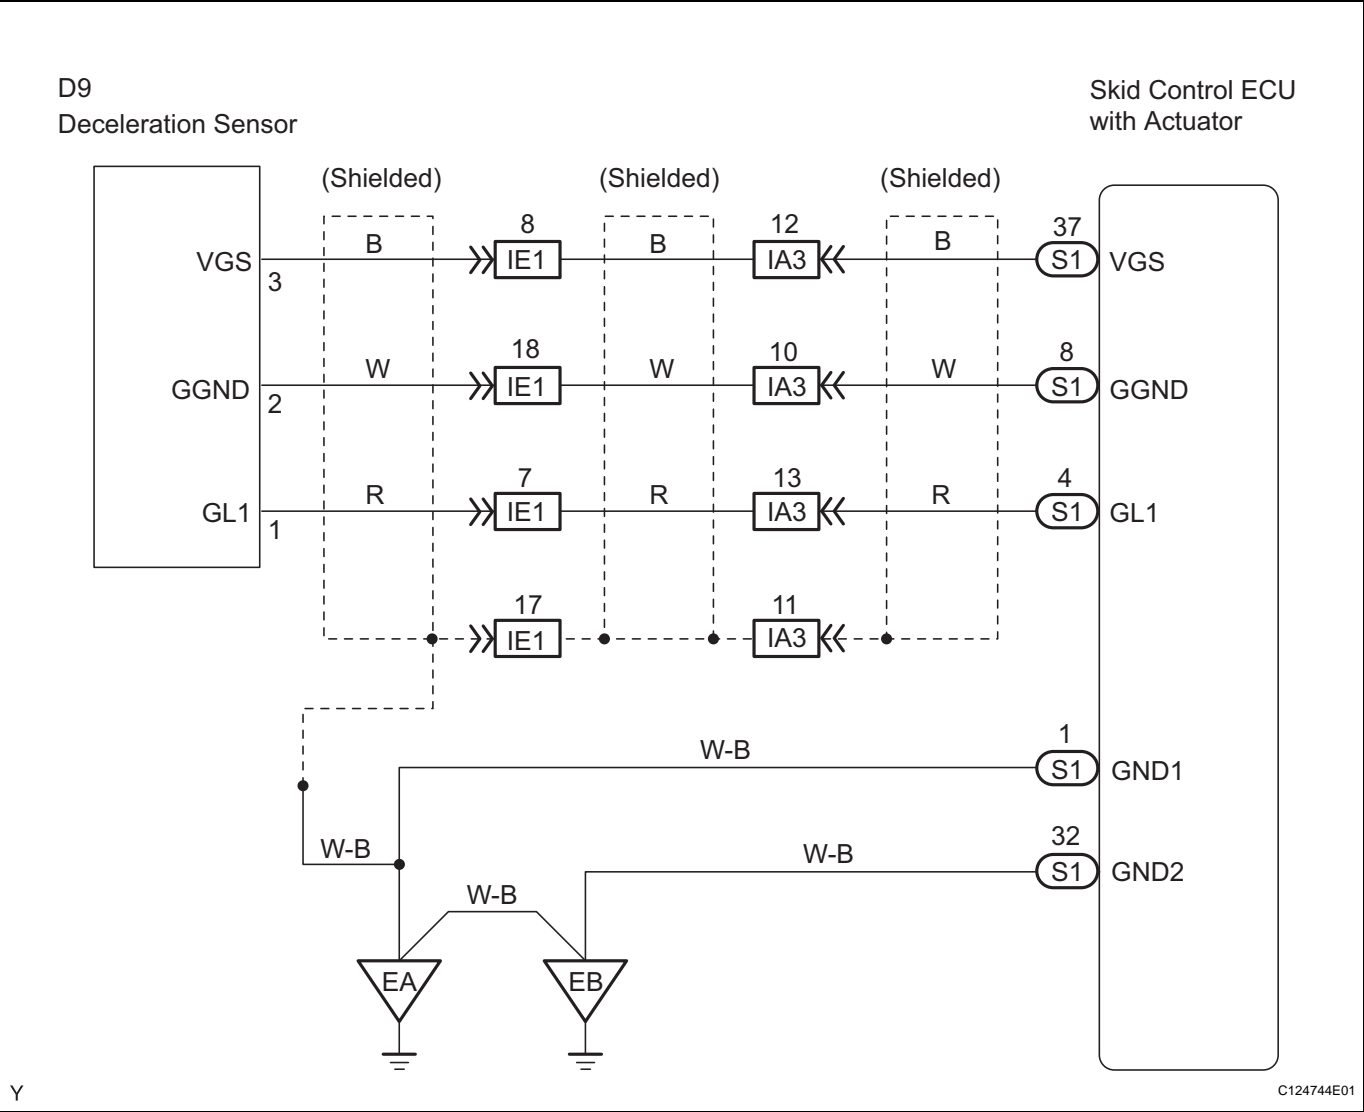 D9
Deceleration Sensor
Skid Control ECU
with Actuator
(Shielded) (Shielded) (Shielded)
8 12 37
B B B
VGS IE1 IA3 S1 VGS
3
18 10 8
W W W
GGND IE1 IA3 S1 GGND
2
7 13 4
R R R
GL1 IE1 IA3 S1 GL1
1
17 11
IE1 IA3
1
W-B
S1 GND1
32
W-B W-B
S1 GND2
W-B
EA EB
Y C124744E01